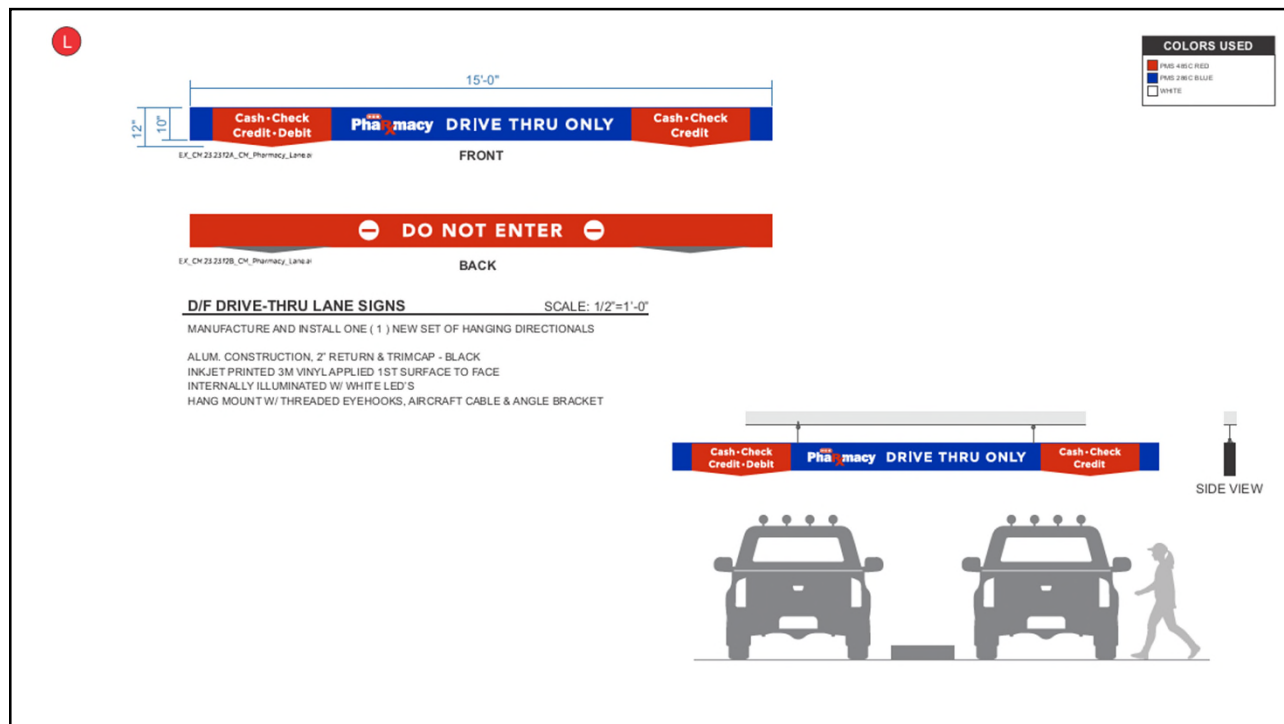 L
COLORS USED
PMS 485C RED
PMS 286C BLUE
WHITE
15'-0"
12"
10"
Cash•Check
Credit•Debit
PhaRmacy DRIVE THRU ONLY
Cash•Check
Credit
EX_CM.23.2312A_CM_Pharmacy_Lane.ai
FRONT
DO NOT ENTER
EX_CM.23.2312B_CM_Pharmacy_Lane.ai
BACK
D/F DRIVE-THRU LANE SIGNS
SCALE: 1/2"=1'-0"
MANUFACTURE AND INSTALL ONE ( 1 ) NEW SET OF HANGING DIRECTIONALS
ALUM. CONSTRUCTION, 2" RETURN & TRIMCAP - BLACK
INKJET PRINTED 3M VINYL APPLIED 1ST SURFACE TO FACE
INTERNALLY ILLUMINATED W/ WHITE LED'S
HANG MOUNT W/ THREADED EYEHOOKS, AIRCRAFT CABLE & ANGLE BRACKET
Cash•Check
Credit•Debit
PhaRmacy DRIVE THRU ONLY
Cash•Check
Credit
SIDE VIEW